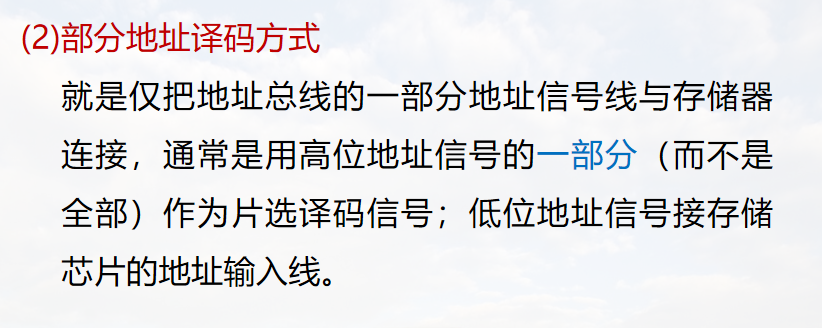 (2)部分地址译码方式
就是仅把地址总线的一部分地址信号线与存储器
连接，通常是用高位地址信号的一部分（而不是
全部）作为片选译码信号；低位地址信号接存储
芯片的地址输入线。